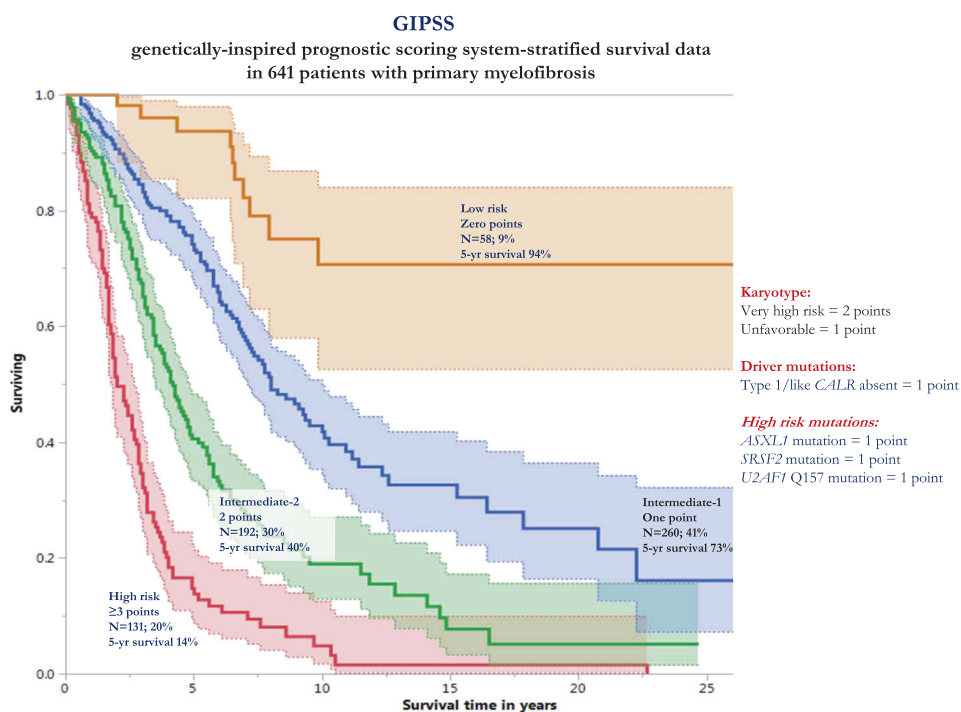 GIPSS
genetically-inspired prognostic scoring system-stratified survival data
in 641 patients with primary myelofibrosis
Surviving
1.0
0.8
0.6
0.4
0.2
0.0
Low risk
Zero points
N=58; 9%
5-yr survival 94%
Intermediate-1
One point
N=260; 41%
5-yr survival 73%
Intermediate-2
2 points
N=192; 30%
5-yr survival 40%
High risk
≥3 points
N=131; 20%
5-yr survival 14%
0
5
10
15
20
25
Survival time in years
Karyotype:
Very high risk = 2 points
Unfavorable = 1 point
Driver mutations:
Type 1/like CALR absent = 1 point
High risk mutations:
ASXL1 mutation = 1 point
SRSF2 mutation = 1 point
U2AF1 Q157 mutation = 1 point